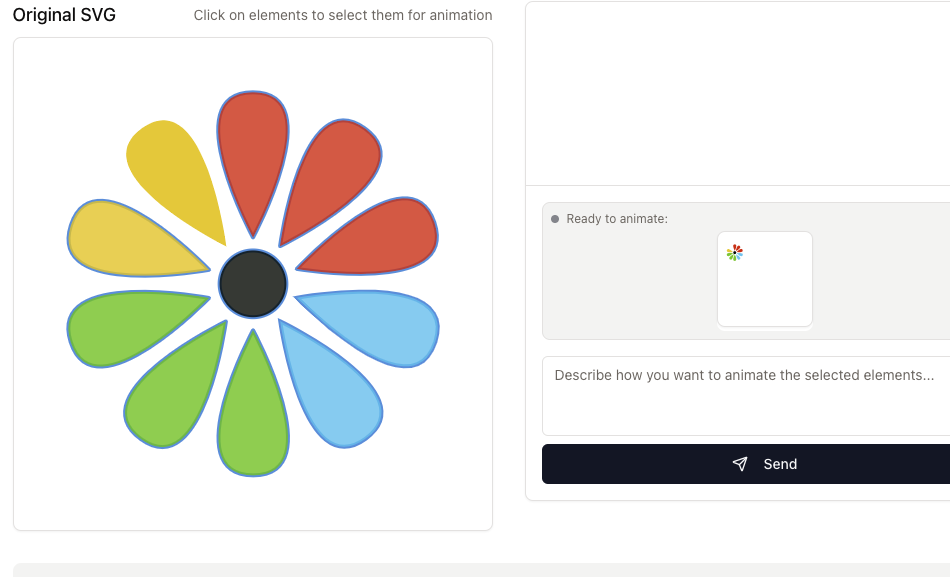 Original SVG
Click on elements to select them for animation
Ready to animate:
Describe how you want to animate the selected elements...
Send